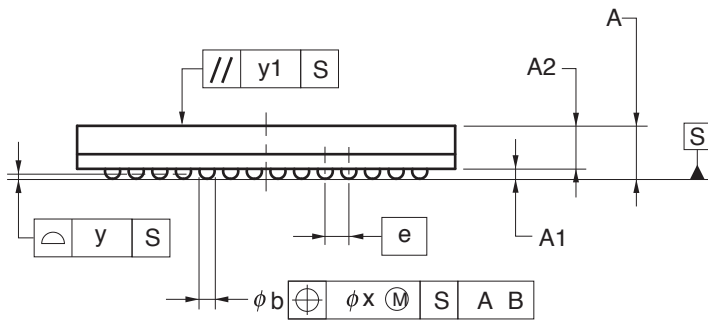 A
// y1 S
A2
S
y S
e
A1
φb ⌖ φx Ⓜ S A B